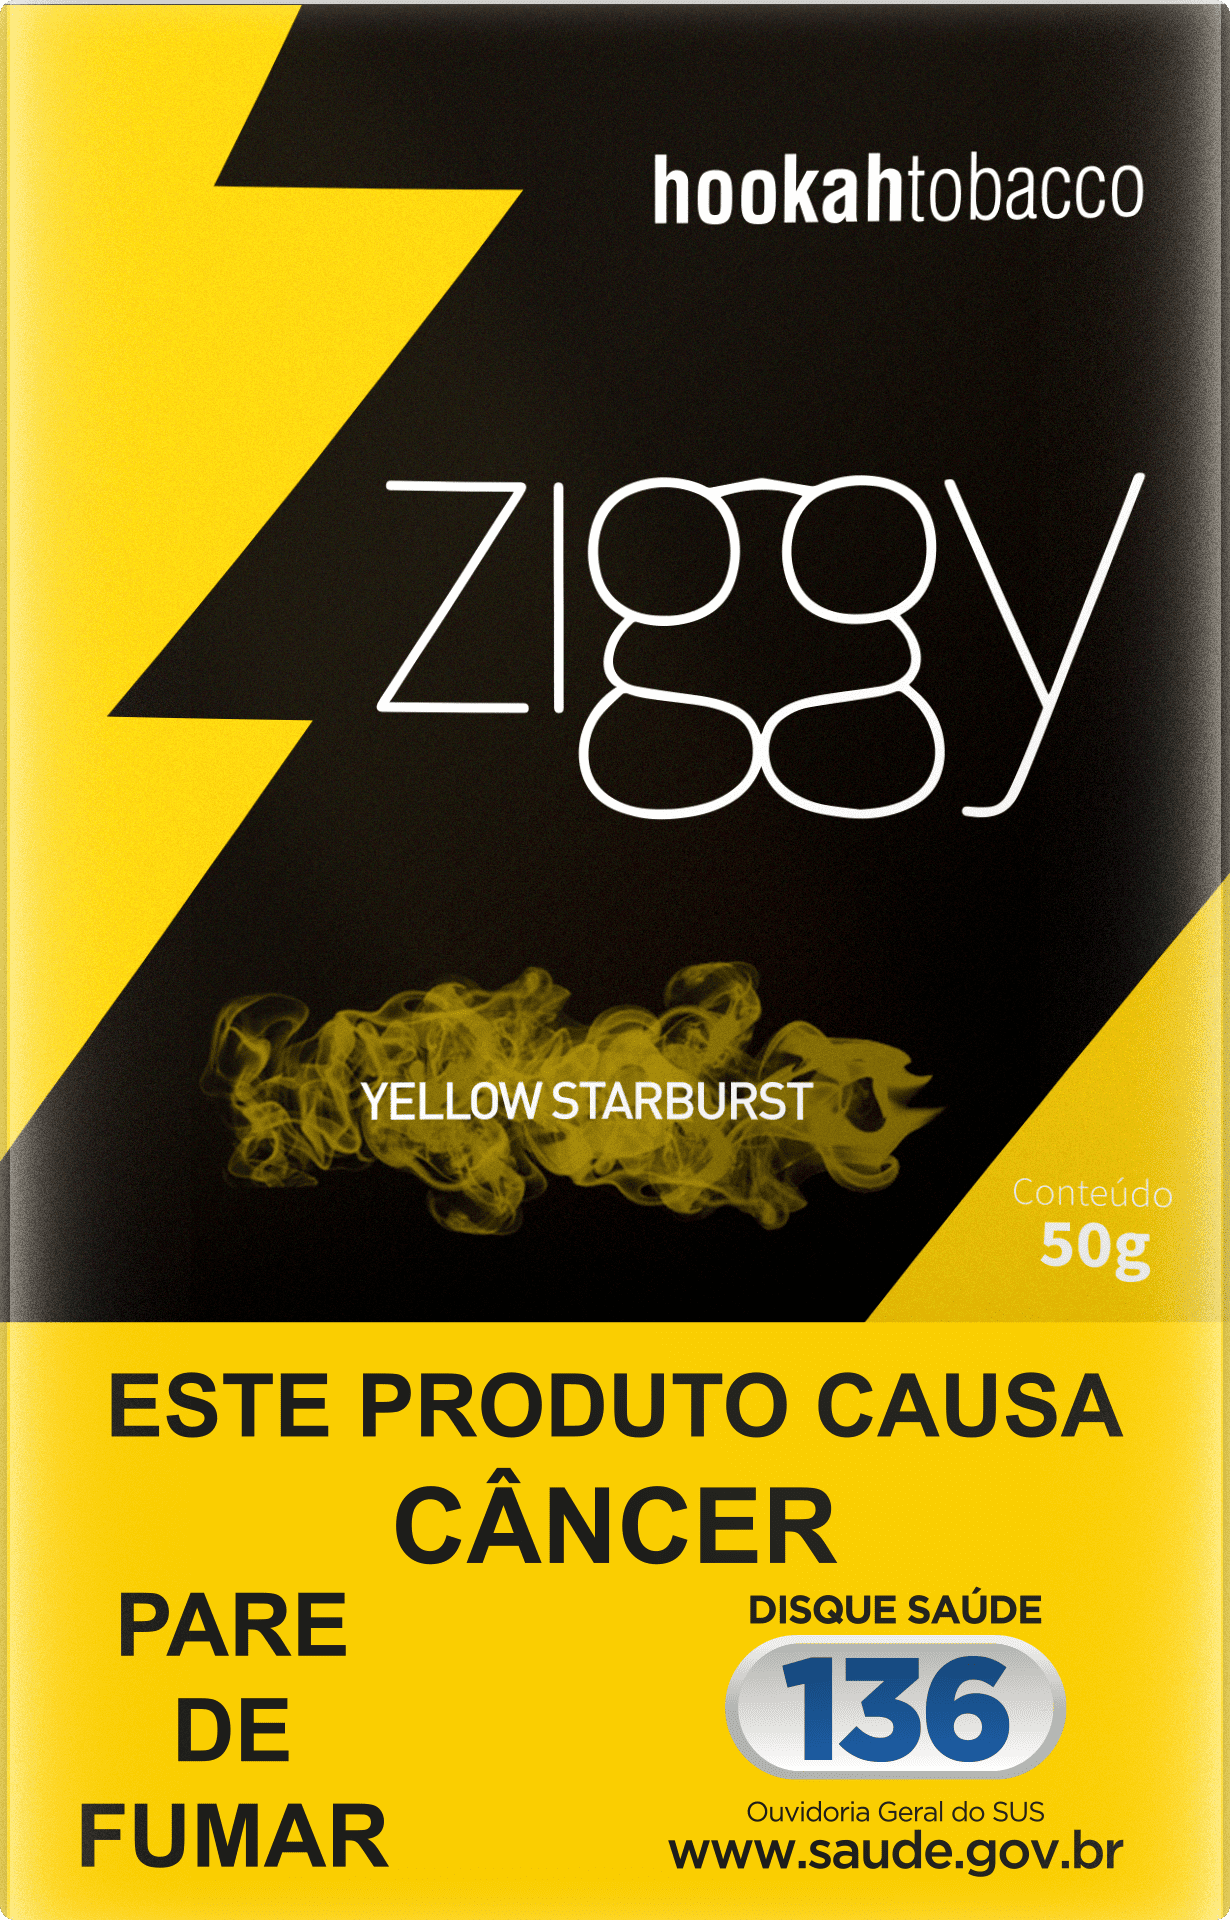 hookahtobacco
ziggy
YELLOW STARBURST
Conteúdo
50g
ESTE PRODUTO CAUSA
CÂNCER
PARE
DE
FUMAR
DISQUE SAÚDE
136
Ouvidoria Geral do SUS
www.saude.gov.br